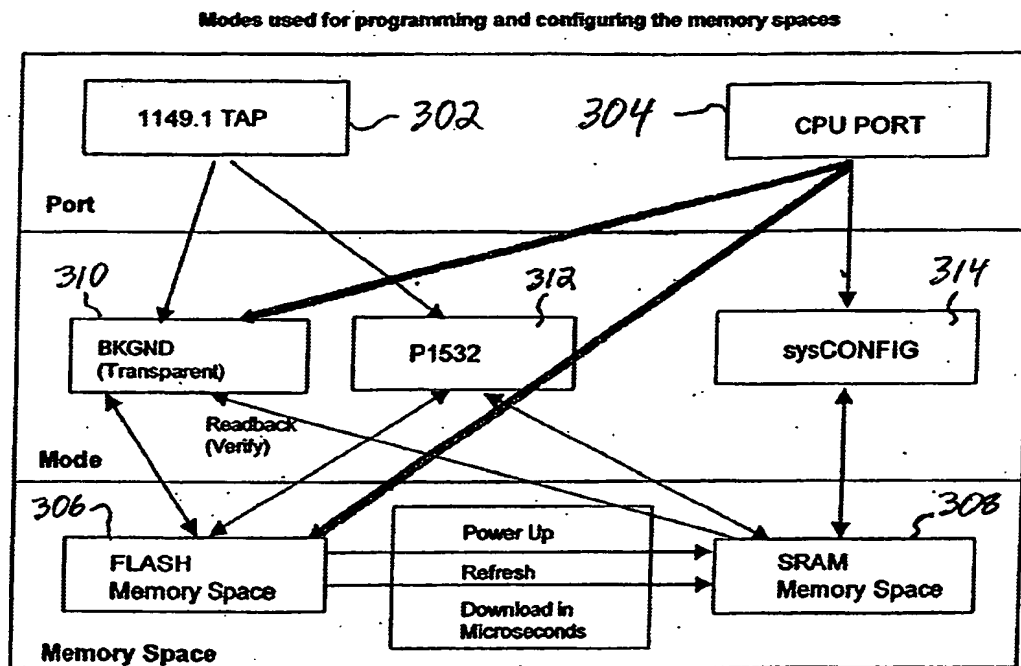 Modes used for programming and configuring the memory spaces
1149.1 TAP
302
304
CPU PORT
Port
310
312
314
BKGND
(Transparent)
P1532
sysCONFIG
Readback
(Verify)
Mode
306
308
FLASH
Memory Space
Power Up
Refresh
Download in
Microseconds
SRAM
Memory Space
Memory Space